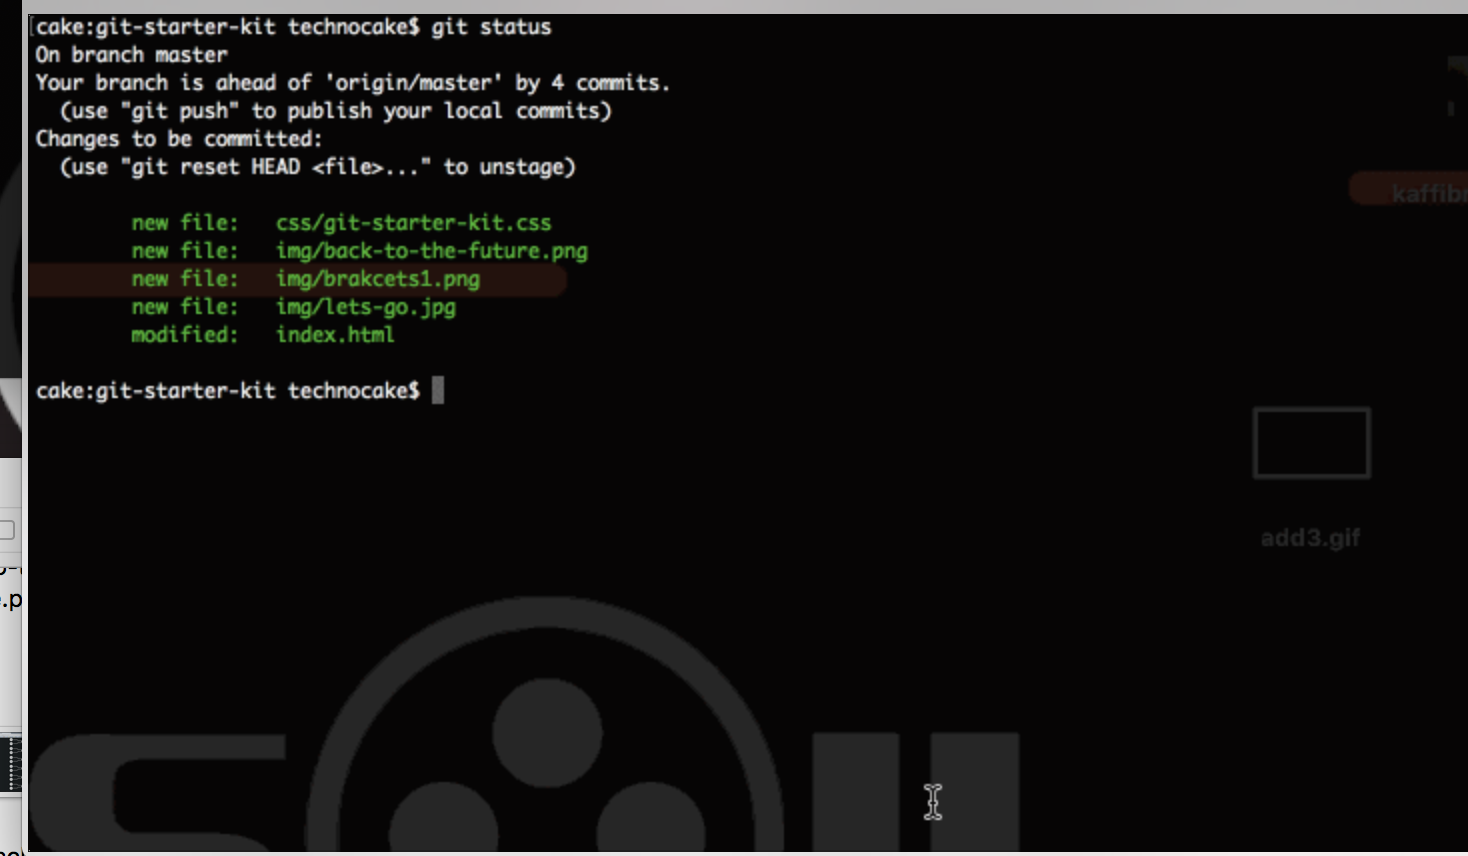 cake:git-starter-kit technocake$ git status
On branch master
Your branch is ahead of 'origin/master' by 4 commits.
(use "git push" to publish your local commits)
Changes to be committed:
(use "git reset HEAD <file>..." to unstage)
new file: css/git-starter-kit.css
new file: img/back-to-the-future.png
new file: img/brakcets1.png
new file: img/lets-go.jpg
modified: index.html
cake:git-starter-kit technocake$
kaffibr
add3.gif
.p